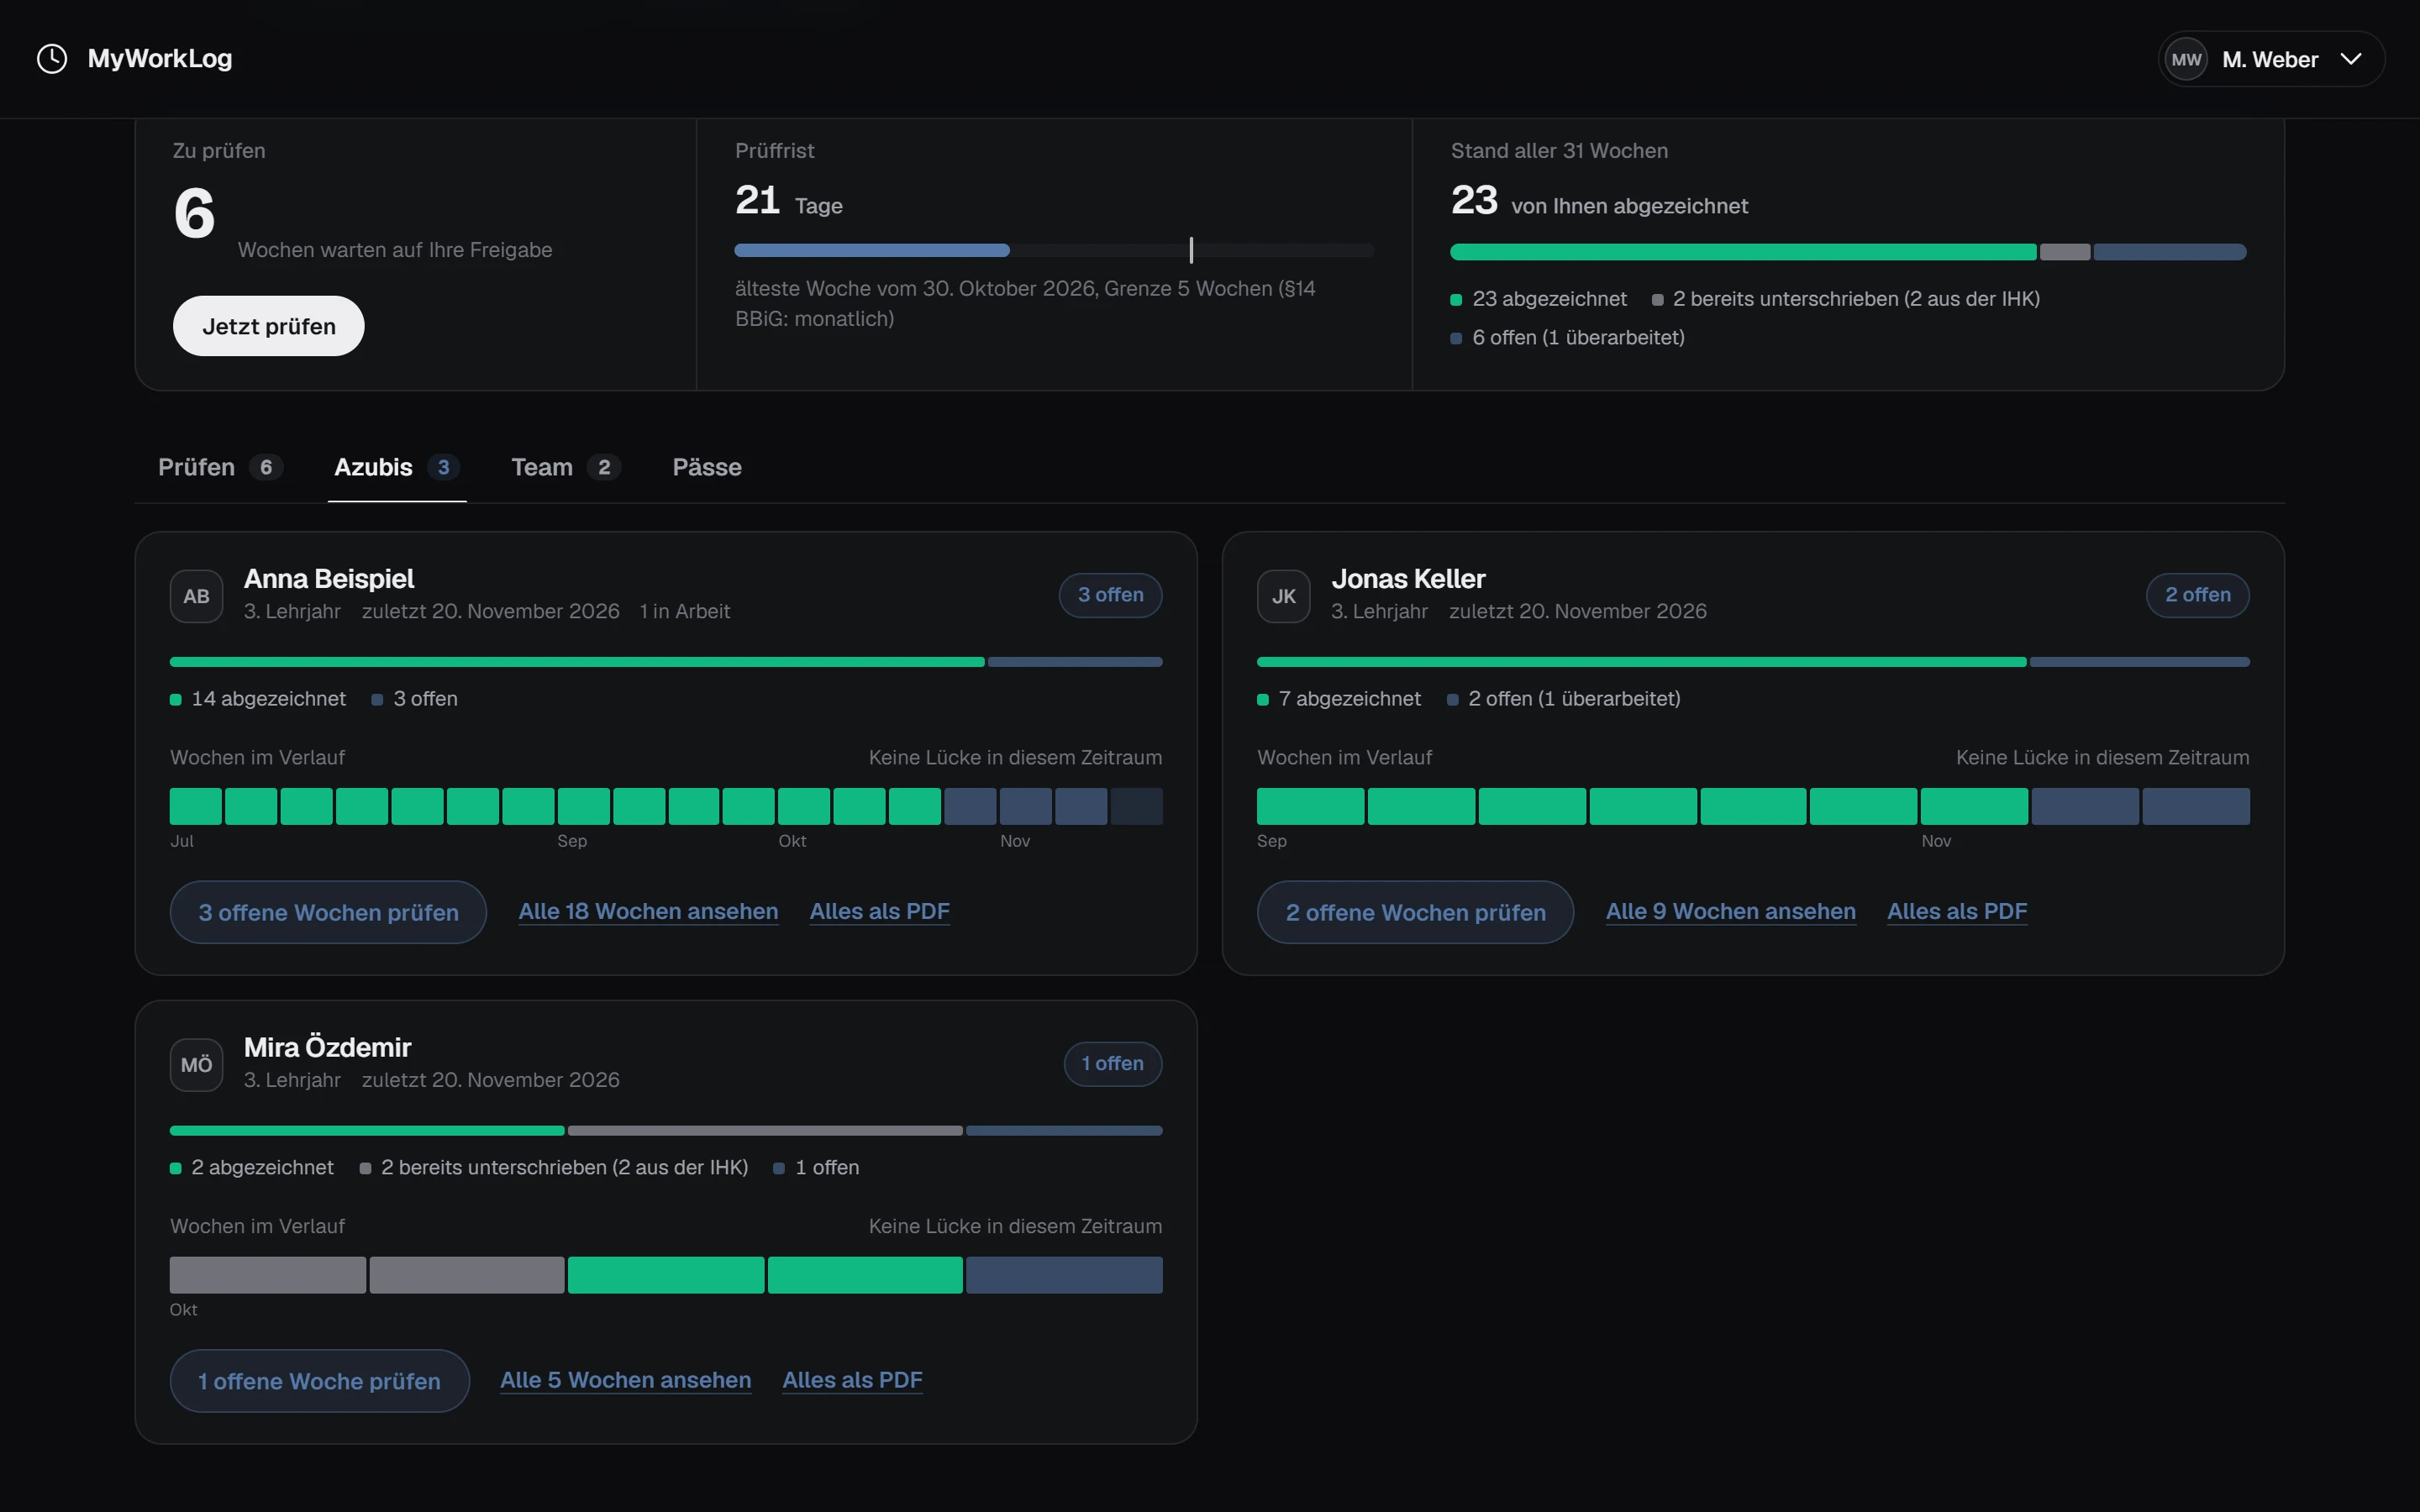 MyWorkLog
MW M. Weber
Zu prüfen
6 Wochen warten auf Ihre Freigabe
Jetzt prüfen
Prüffrist
21 Tage
älteste Woche vom 30. Oktober 2026, Grenze 5 Wochen (§14
BBiG: monatlich)
Stand aller 31 Wochen
23 von Ihnen abgezeichnet
23 abgezeichnet 2 bereits unterschrieben (2 aus der IHK)
6 offen (1 überarbeitet)
Prüfen 6 Azubis 3 Team 2 Pässe
AB
Anna Beispiel
3. Lehrjahr zuletzt 20. November 2026 1 in Arbeit
3 offen
14 abgezeichnet 3 offen
Wochen im Verlauf Keine Lücke in diesem Zeitraum
Jul Sep Okt Nov
3 offene Wochen prüfen Alle 18 Wochen ansehen Alles als PDF
JK
Jonas Keller
3. Lehrjahr zuletzt 20. November 2026
2 offen
7 abgezeichnet 2 offen (1 überarbeitet)
Wochen im Verlauf Keine Lücke in diesem Zeitraum
Sep Nov
2 offene Wochen prüfen Alle 9 Wochen ansehen Alles als PDF
MÖ
Mira Özdemir
3. Lehrjahr zuletzt 20. November 2026
1 offen
2 abgezeichnet 2 bereits unterschrieben (2 aus der IHK) 1 offen
Wochen im Verlauf Keine Lücke in diesem Zeitraum
Okt
1 offene Woche prüfen Alle 5 Wochen ansehen Alles als PDF